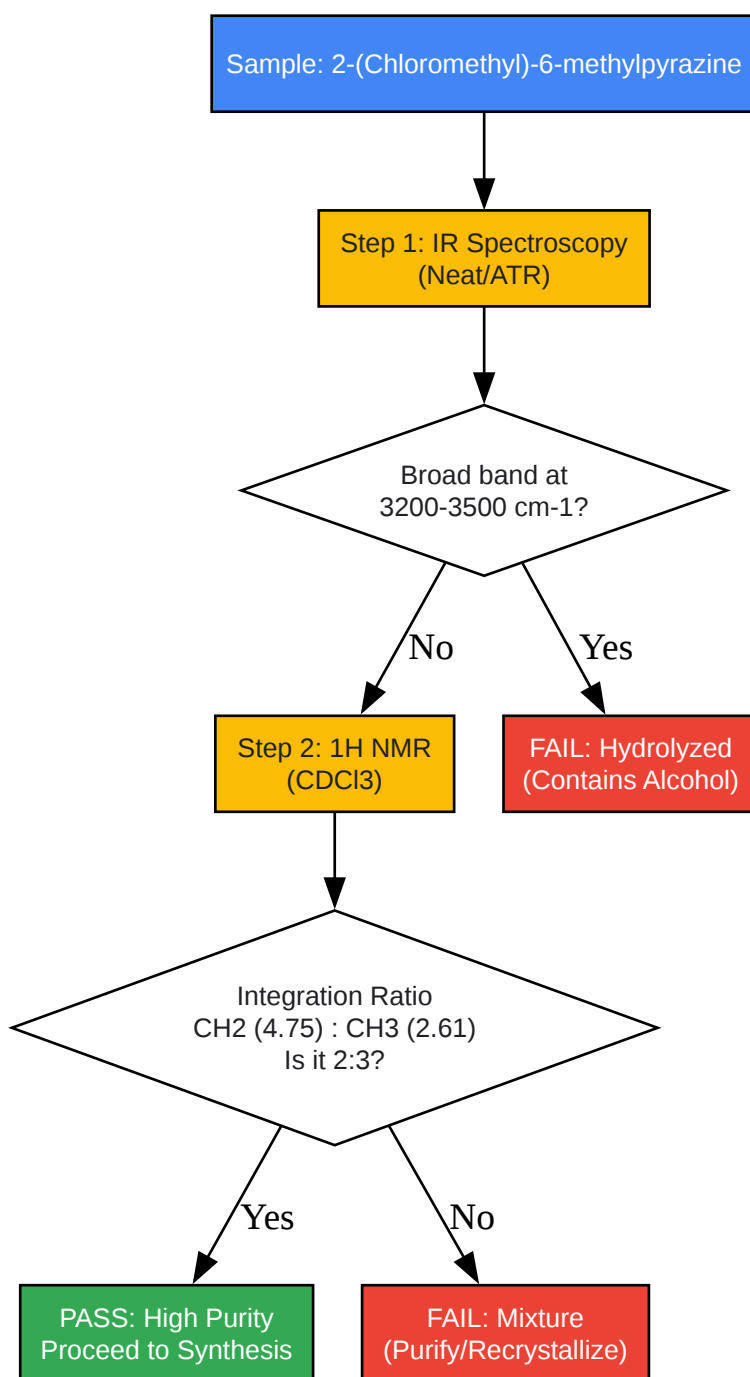 Sample: 2-(Chloromethyl)-6-methylpyrazine
Step 1: IR Spectroscopy
(Neat/ATR)
Broad band at
3200-3500 cm-1?
No
Yes
Step 2: 1H NMR
(CDCl3)
FAIL: Hydrolyzed
(Contains Alcohol)
Integration Ratio
CH2 (4.75) : CH3 (2.61)
Is it 2:3?
Yes
No
PASS: High Purity
Proceed to Synthesis
FAIL: Mixture
(Purify/Recrystallize)